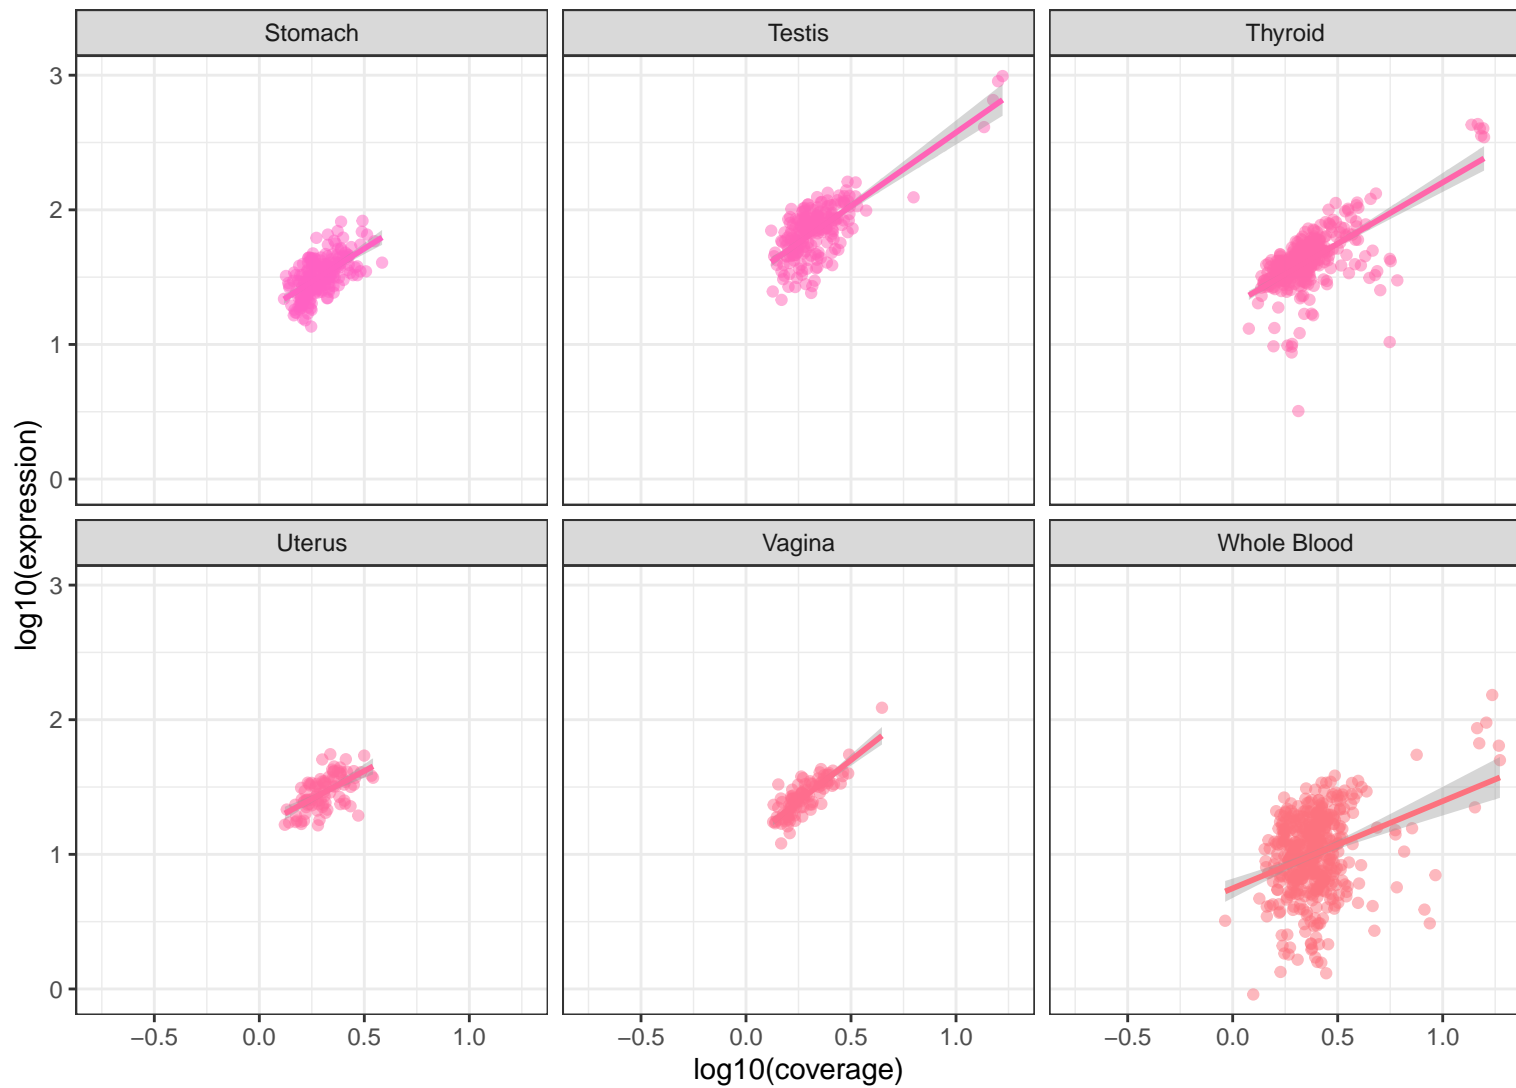 Stomach Testis Thyroid
3
2
1
0
Uterus Vagina Whole Blood
3
2
1
0
−0.5 0.0 0.5 1.0 −0.5 0.0 0.5 1.0 −0.5 0.0 0.5 1.0
log10(coverage)
log10(expression)